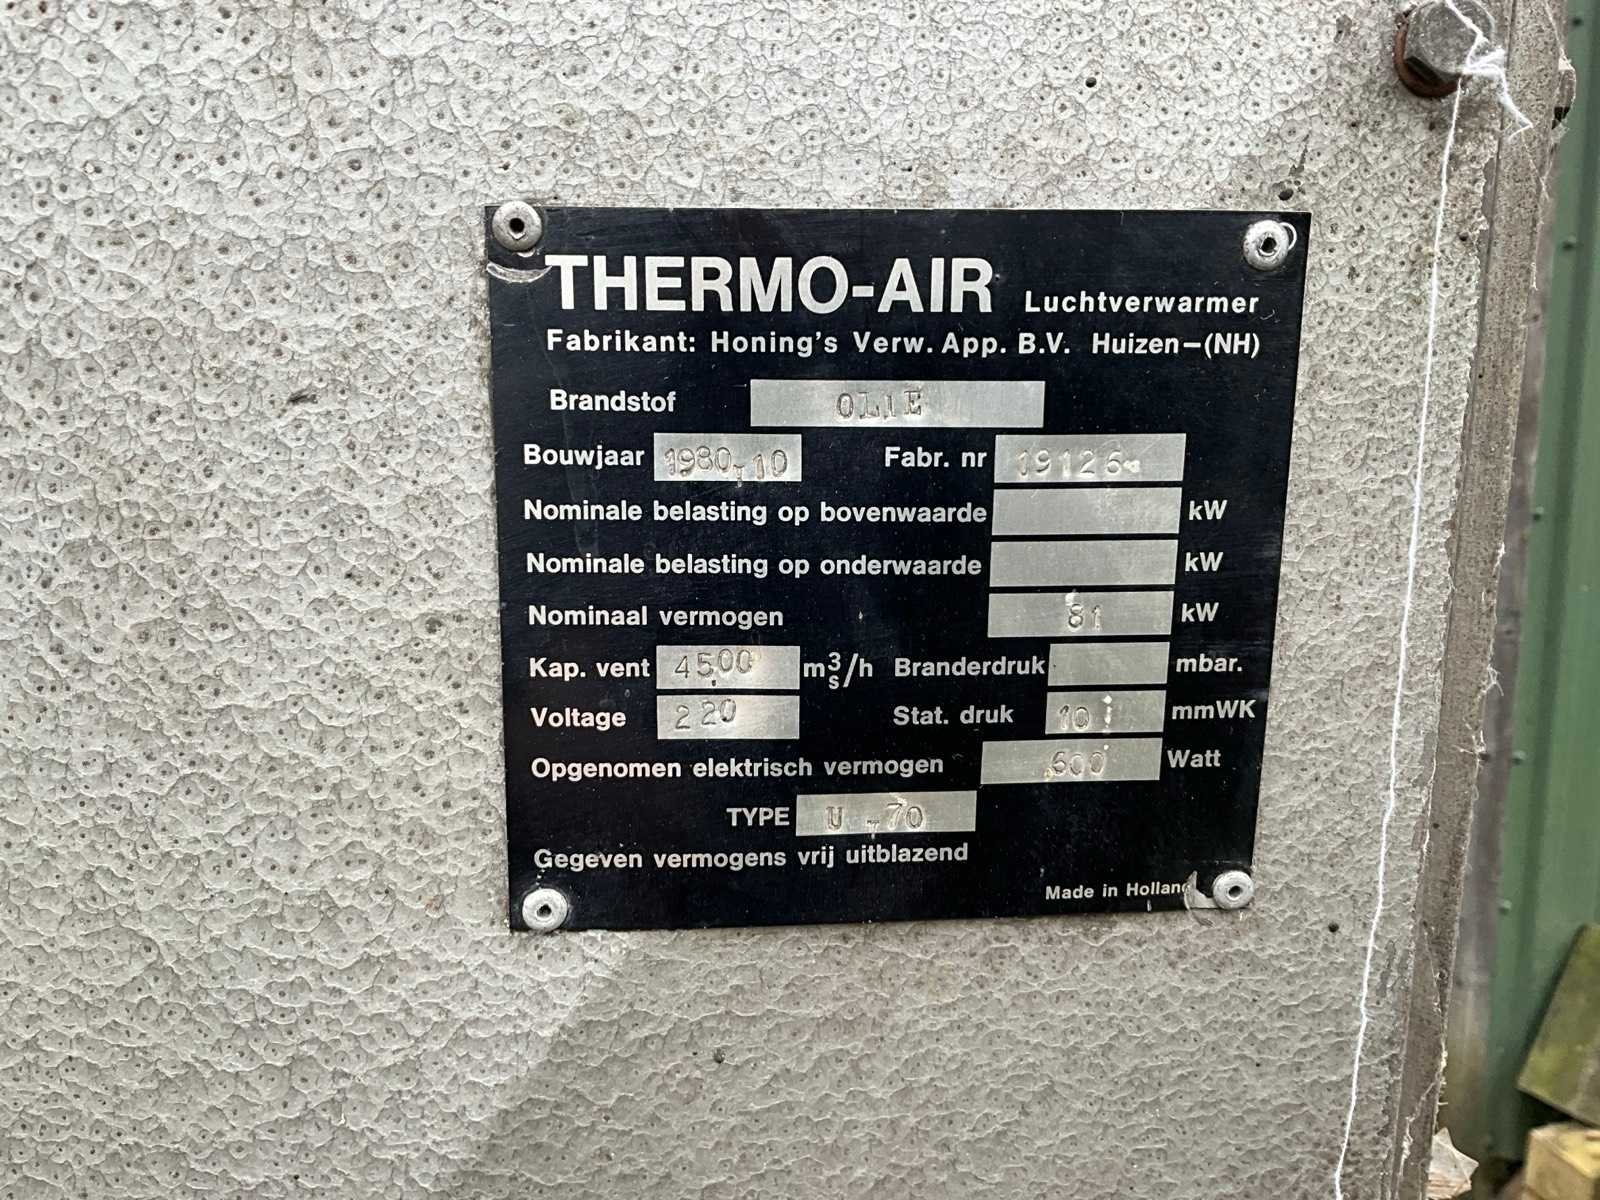 THERMO-AIR Luchtverwarmer
Fabrikant: Honing's Verw. App. B.V. Huizen-(NH)
Brandstof OLIE
Bouwjaar 1980-10 Fabr. nr 19126
Nominale belasting op bovenwaarde kW
Nominale belasting op onderwaarde kW
Nominaal vermogen 81 kW
Kap. vent 4500 m³s/h Branderdruk mbar.
Voltage 220 Stat. druk 10 mmWK
Opgenomen elektrisch vermogen 600 Watt
TYPE U-70
Gegeven vermogens vrij uitblazend
Made in Holland